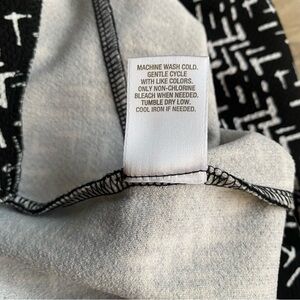 MACHINE WASH COLD.
GENTLE CYCLE
WITH LIKE COLORS.
ONLY NON-CHLORINE
BLEACH WHEN NEEDED.
TUMBLE DRY LOW.
COOL IRON IF NEEDED.